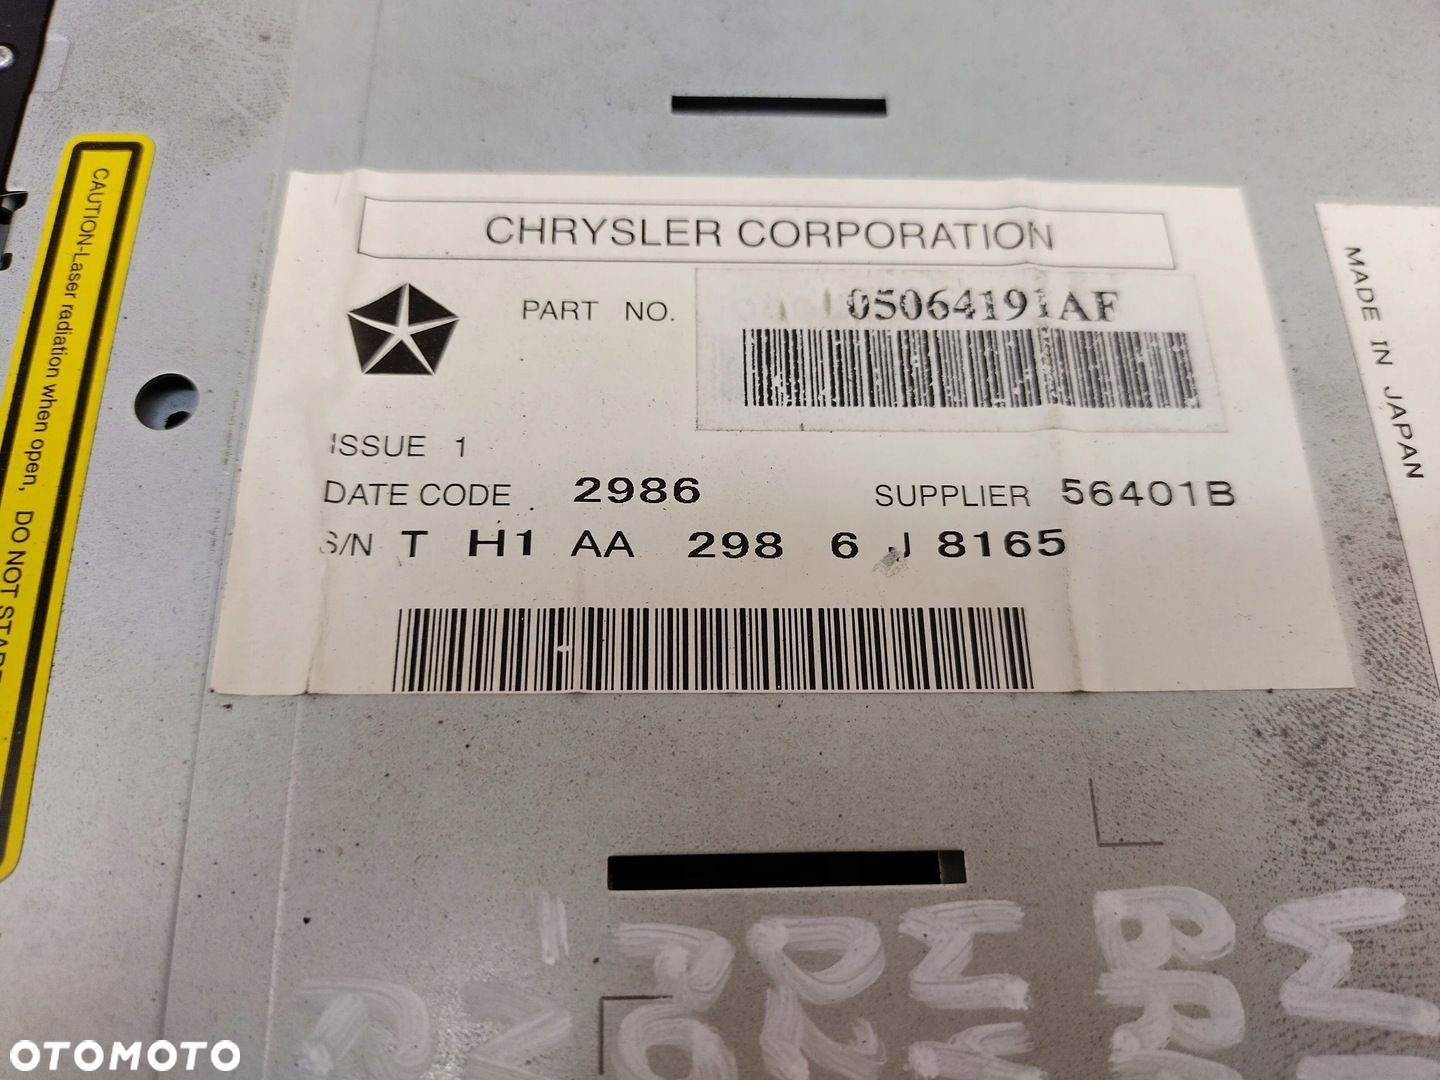 CHRYSLER CORPORATION
PART NO. 05064191AF
ISSUE 1
DATE CODE 2986 SUPPLIER 56401B
S/N T H1 AA 298 6 J 8165
CAUTION-Laser radiation when open, DO NOT STARE
MADE IN JAPAN
OTOMOTO